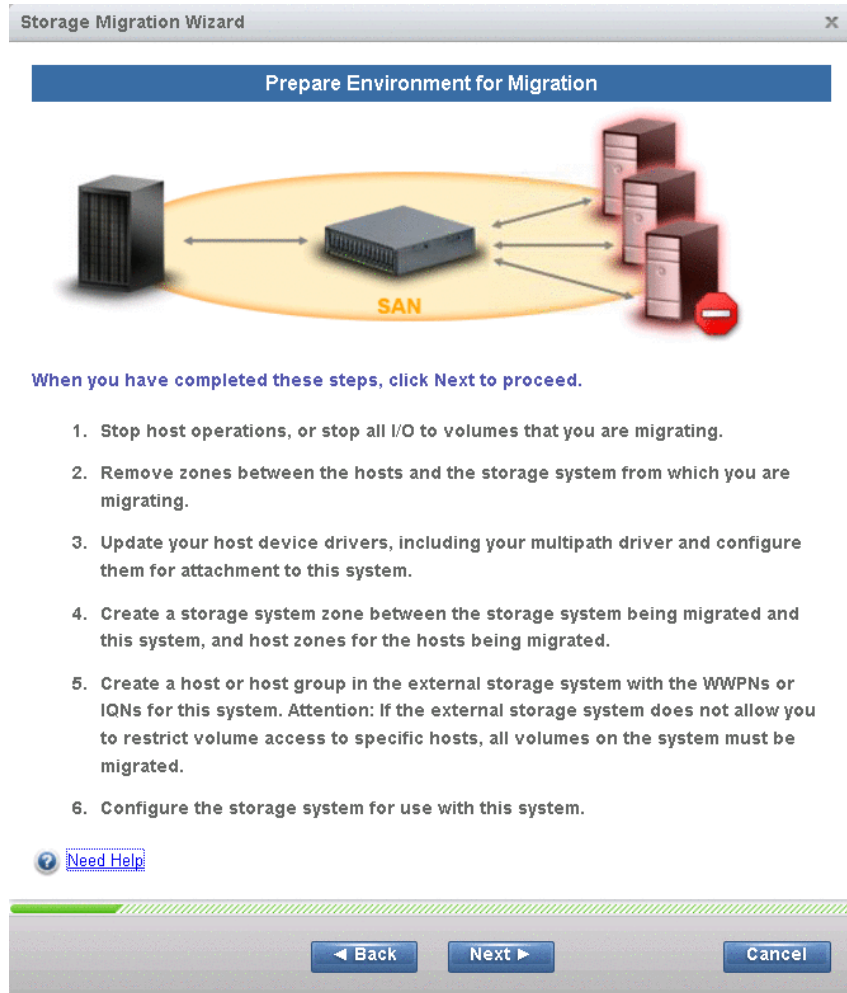 Storage Migration Wizard
x
Prepare Environment for Migration
SAN
When you have completed these steps, click Next to proceed.
1. Stop host operations, or stop all I/O to volumes that you are migrating.
2. Remove zones between the hosts and the storage system from which you are
migrating.
3. Update your host device drivers, including your multipath driver and configure
them for attachment to this system.
4. Create a storage system zone between the storage system being migrated and
this system, and host zones for the hosts being migrated.
5. Create a host or host group in the external storage system with the WWPNs or
IQNs for this system. Attention: If the external storage system does not allow you
to restrict volume access to specific hosts, all volumes on the system must be
migrated.
6. Configure the storage system for use with this system.
? Need Help
◄ Back
Next ►
Cancel